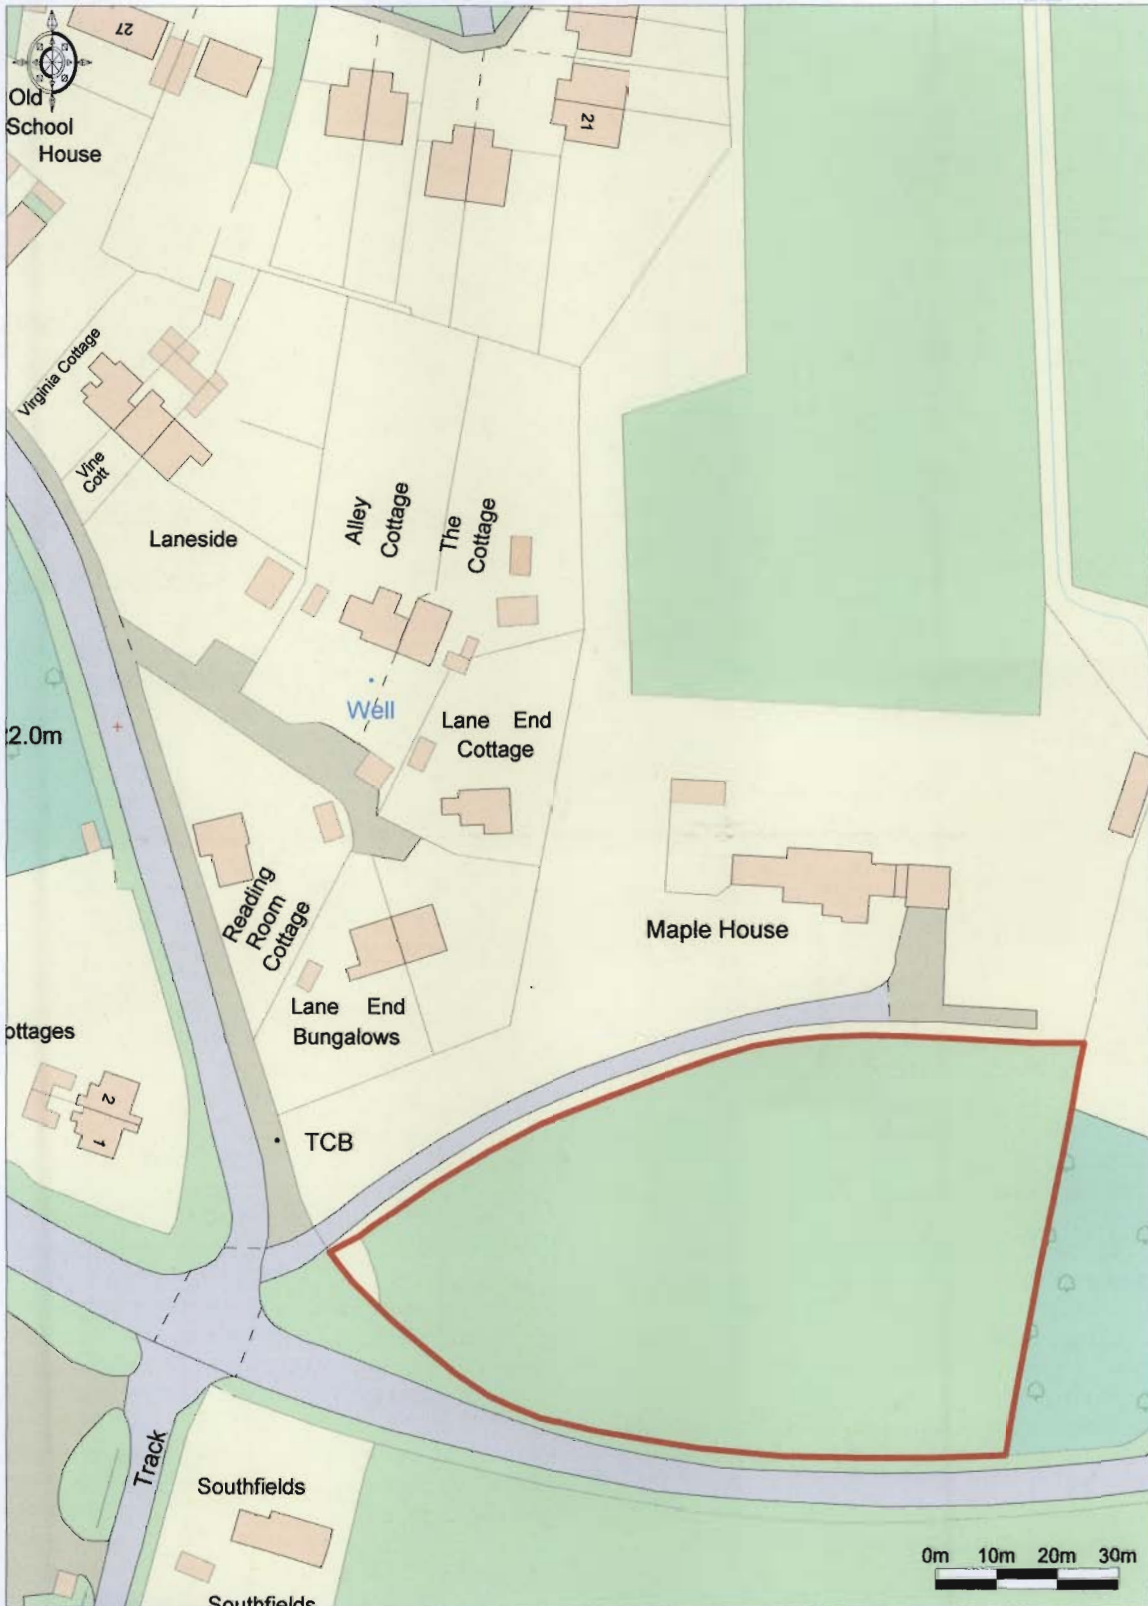 27
Old
School
House
21
Virginia Cottage
Vine
Cott
Laneside
Alley
Cottage
The
Cottage
Well
2.0m
Lane End
Cottage
Reading
Room
Cottage
Maple House
Lane End
Bungalows
ottages
2
1
TCB
Track
Southfields
Southfields
0m 10m 20m 30m